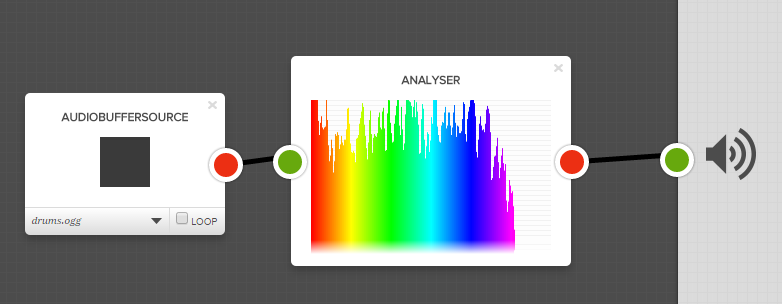 AUDIOBUFFERSOURCE
drums.ogg
LOOP
ANALYSER